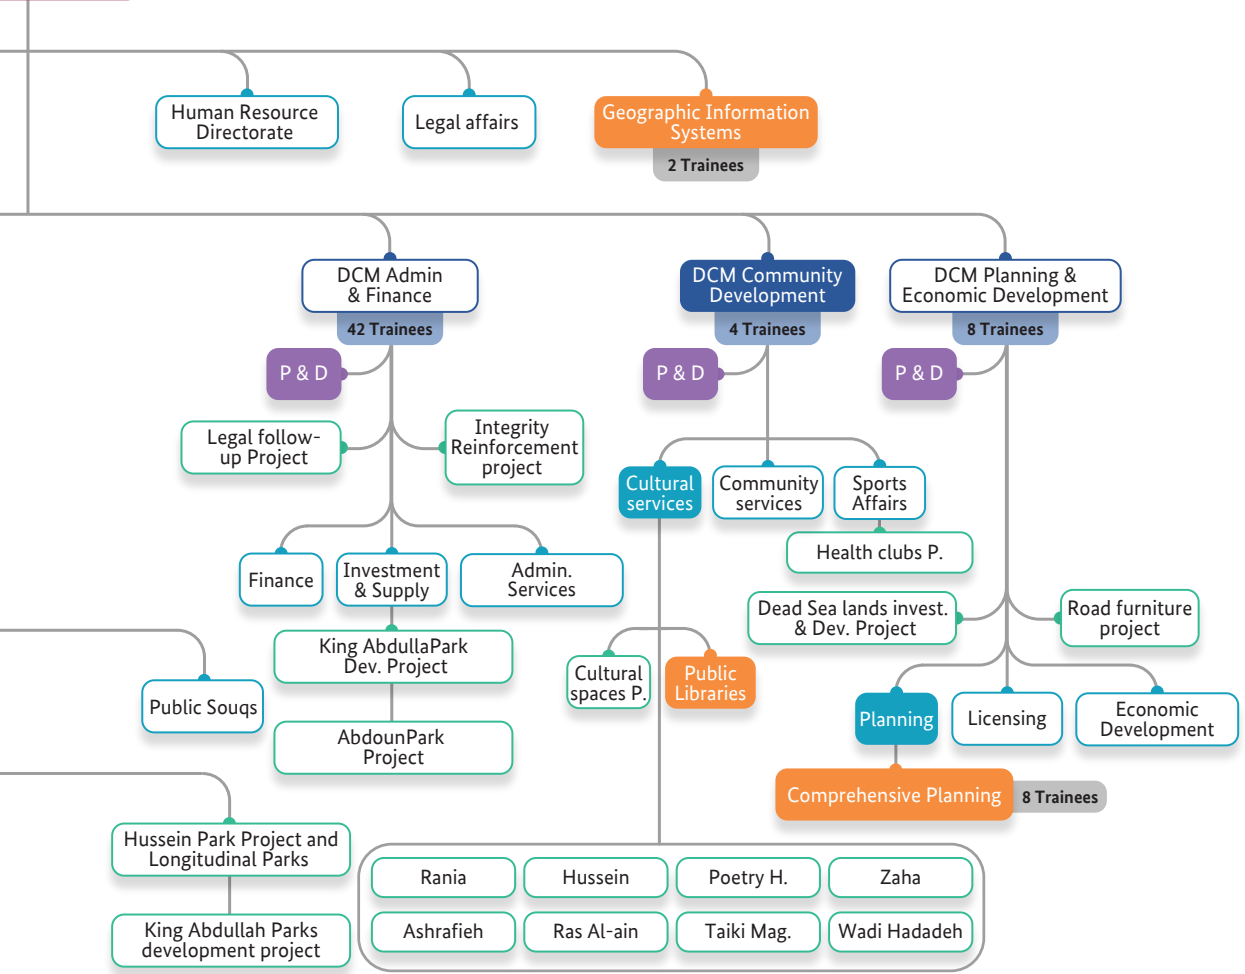 Human Resource
Directorate
Legal affairs
Geographic Information
Systems
2 Trainees
DCM Admin
& Finance
42 Trainees
DCM Community
Development
4 Trainees
DCM Planning &
Economic Development
8 Trainees
P & D
P & D
P & D
Legal follow-
up Project
Integrity
Reinforcement
project
Cultural
services
Community
services
Sports
Affairs
Health clubs P.
Finance
Investment
& Supply
Admin.
Services
Dead Sea lands invest.
& Dev. Project
Road furniture
project
King AbdullaPark
Dev. Project
Cultural
spaces P.
Public
Libraries
Public Souqs
AbdounPark
Project
Planning
Licensing
Economic
Development
Comprehensive Planning
8 Trainees
Hussein Park Project and
Longitudinal Parks
King Abdullah Parks
development project
Rania
Hussein
Poetry H.
Zaha
Ashrafieh
Ras Al-ain
Taiki Mag.
Wadi Hadadeh